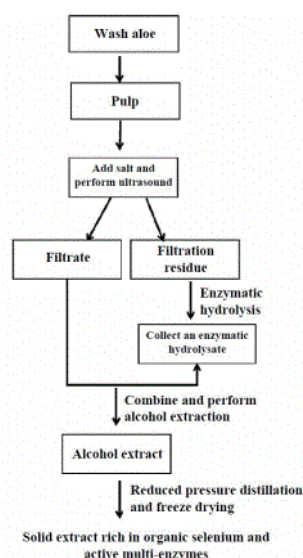 Wash aloe
Pulp
Add salt and
perform ultrasound
Filtrate
Filtration
residue
Enzymatic
hydrolysis
Collect an enzymatic
hydrolysate
Combine and perform
alcohol extraction
Alcohol extract
Reduced pressure distillation
and freeze drying
Solid extract rich in organic selenium and
active multi-enzymes